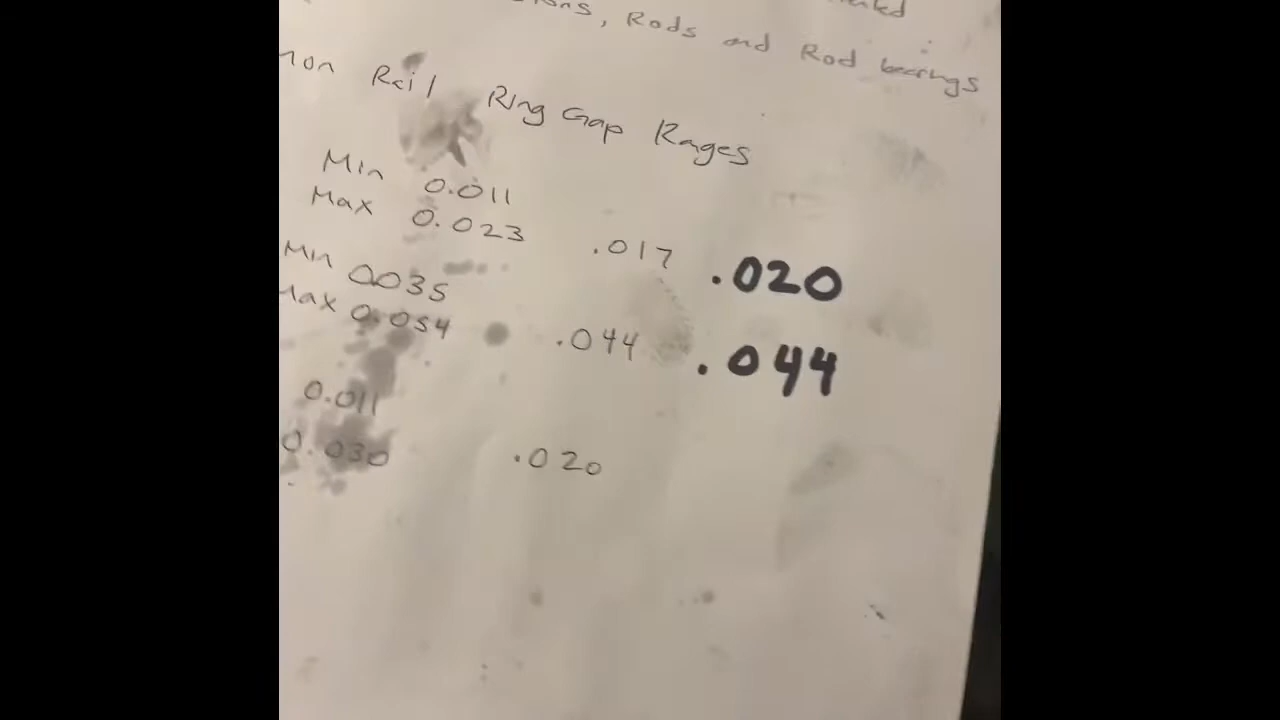 , Rods and Rod bearings
Rail Ring Gap Rages
Min 0.011
Max 0.023 .017 .020
Min 0.035
Max 0.054 .044 .044
0.011
0.030 .020